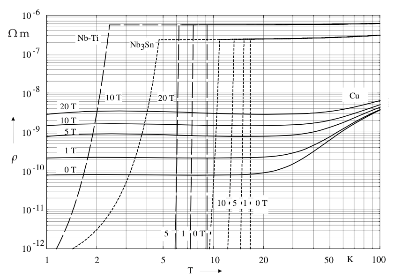 10⁻⁶
Ω m
10⁻⁷
10⁻⁸
10⁻⁹
ρ
10⁻¹⁰
10⁻¹¹
10⁻¹²
Nb-Ti
Nb₃Sn
10 T
20 T
Cu
20 T
10 T
5 T
1 T
0 T
5 1 0 T
10 5 1 0 T
1 2 5 10 20 50 K 100
T